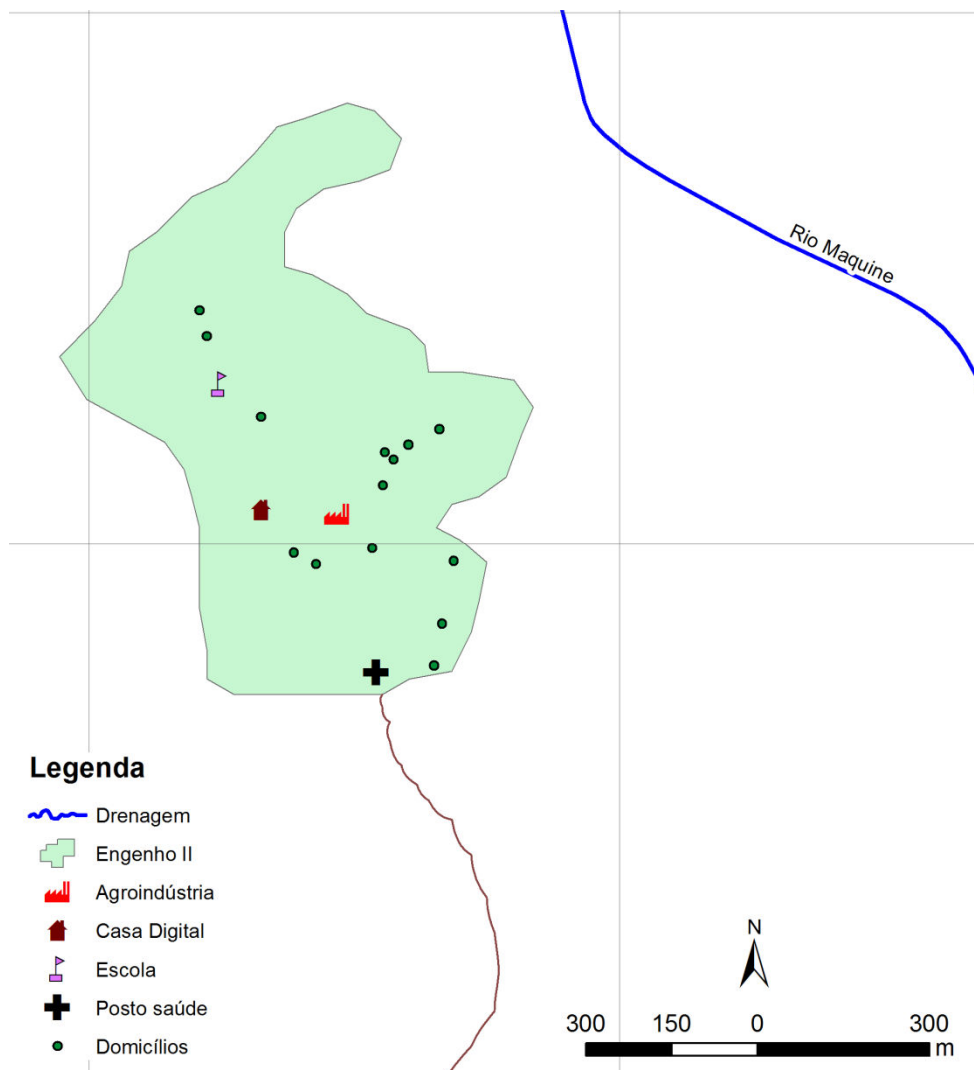 Rio Maquine
Legenda
Drenagem
Engenho II
Agroindústria
Casa Digital
Escola
Posto saúde
Domicílios
N
300 150 0 300
m